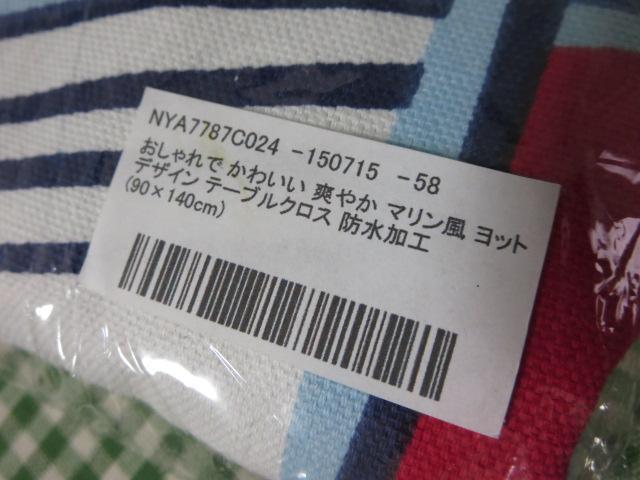 NYA7787C024 -150715 -58
おしゃれで かわいい 爽やか マリン風 ヨット
デザイン テーブルクロス 防水加工
(90×140cm)